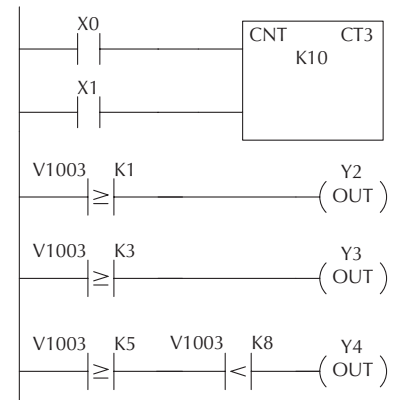 X0
CNT CT3
K10
X1
V1003 K1 Y2
≥ OUT
V1003 K3 Y3
≥ OUT
V1003 K5 V1003 K8 Y4
≥ < OUT